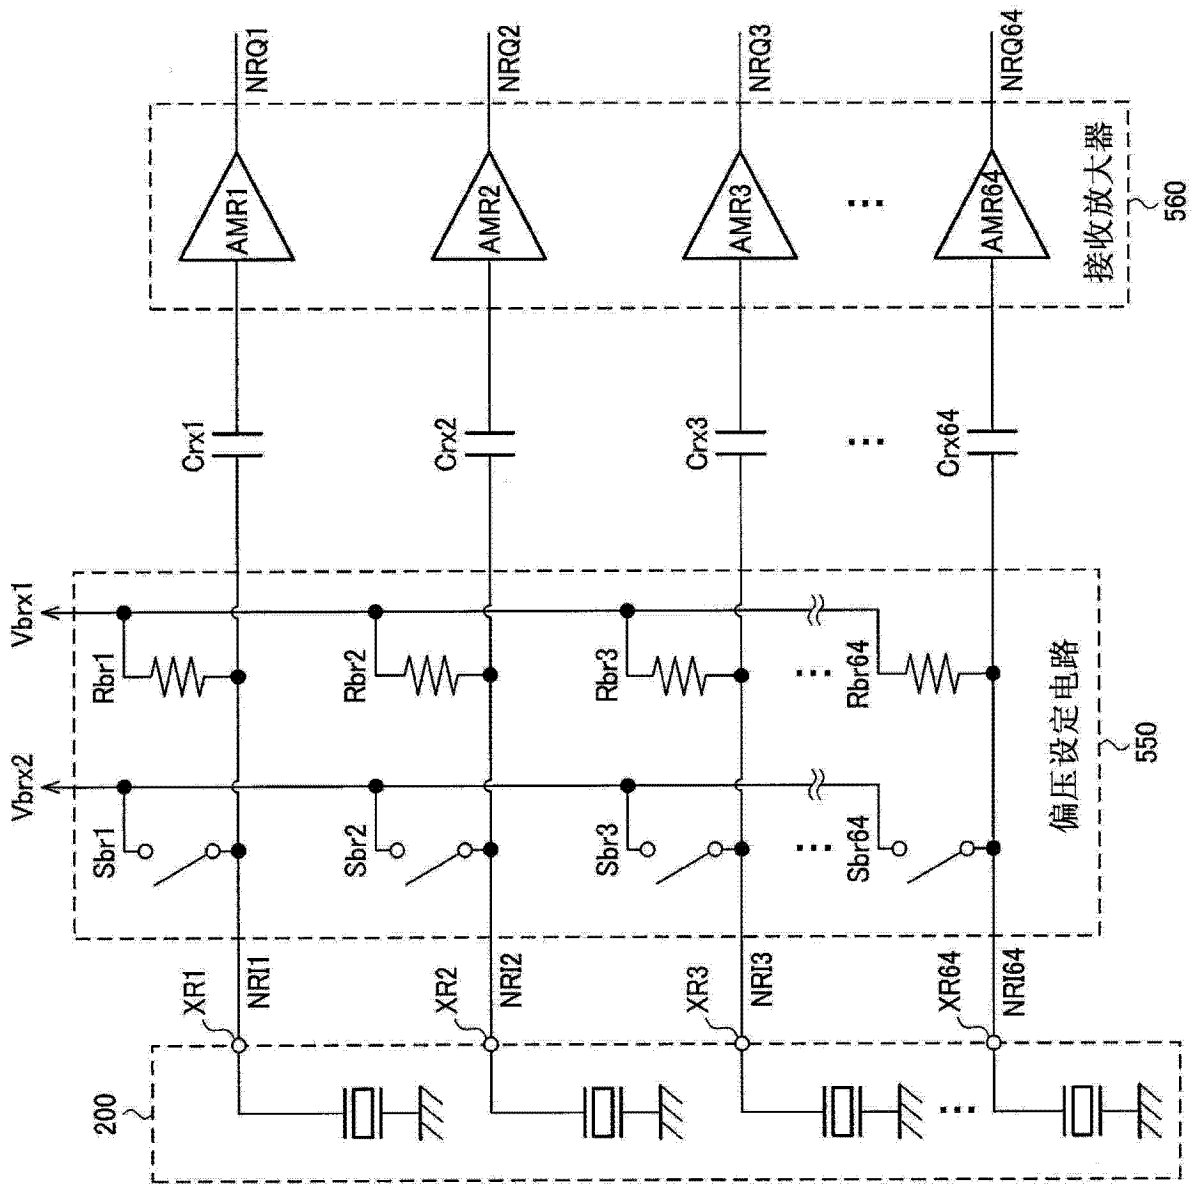 200
XR1
NRI1
XR2
NRI2
XR3
NRI3
XR64
NRI64
...
Vbrx2
Sbr1
Sbr2
Sbr3
...
Sbr64
Vbrx1
Rbr1
Rbr2
Rbr3
...
Rbr64
偏压设定电路
550
Crx1
Crx2
Crx3
...
Crx64
AMR1
AMR2
AMR3
...
AMR64
接收放大器
560
NRQ1
NRQ2
NRQ3
NRQ64